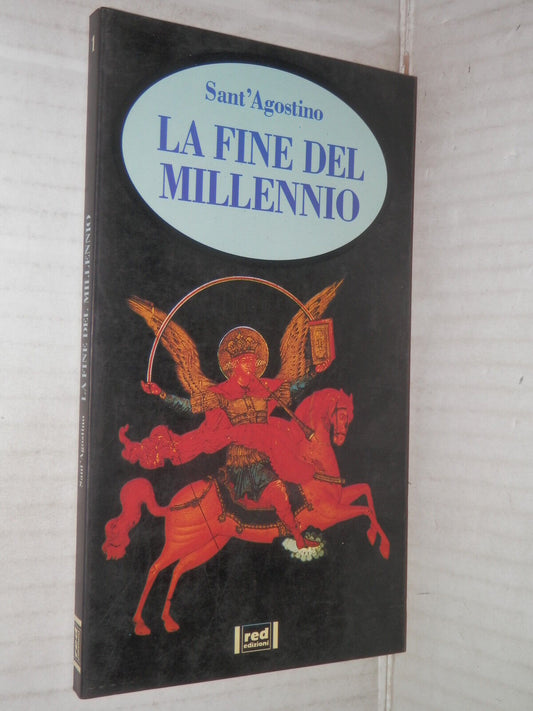 Sant'Agostino
LA FINE DEL
MILLENNIO
red
edizioni
1
Sant'Agostino LA FINE DEL MILLENNIO